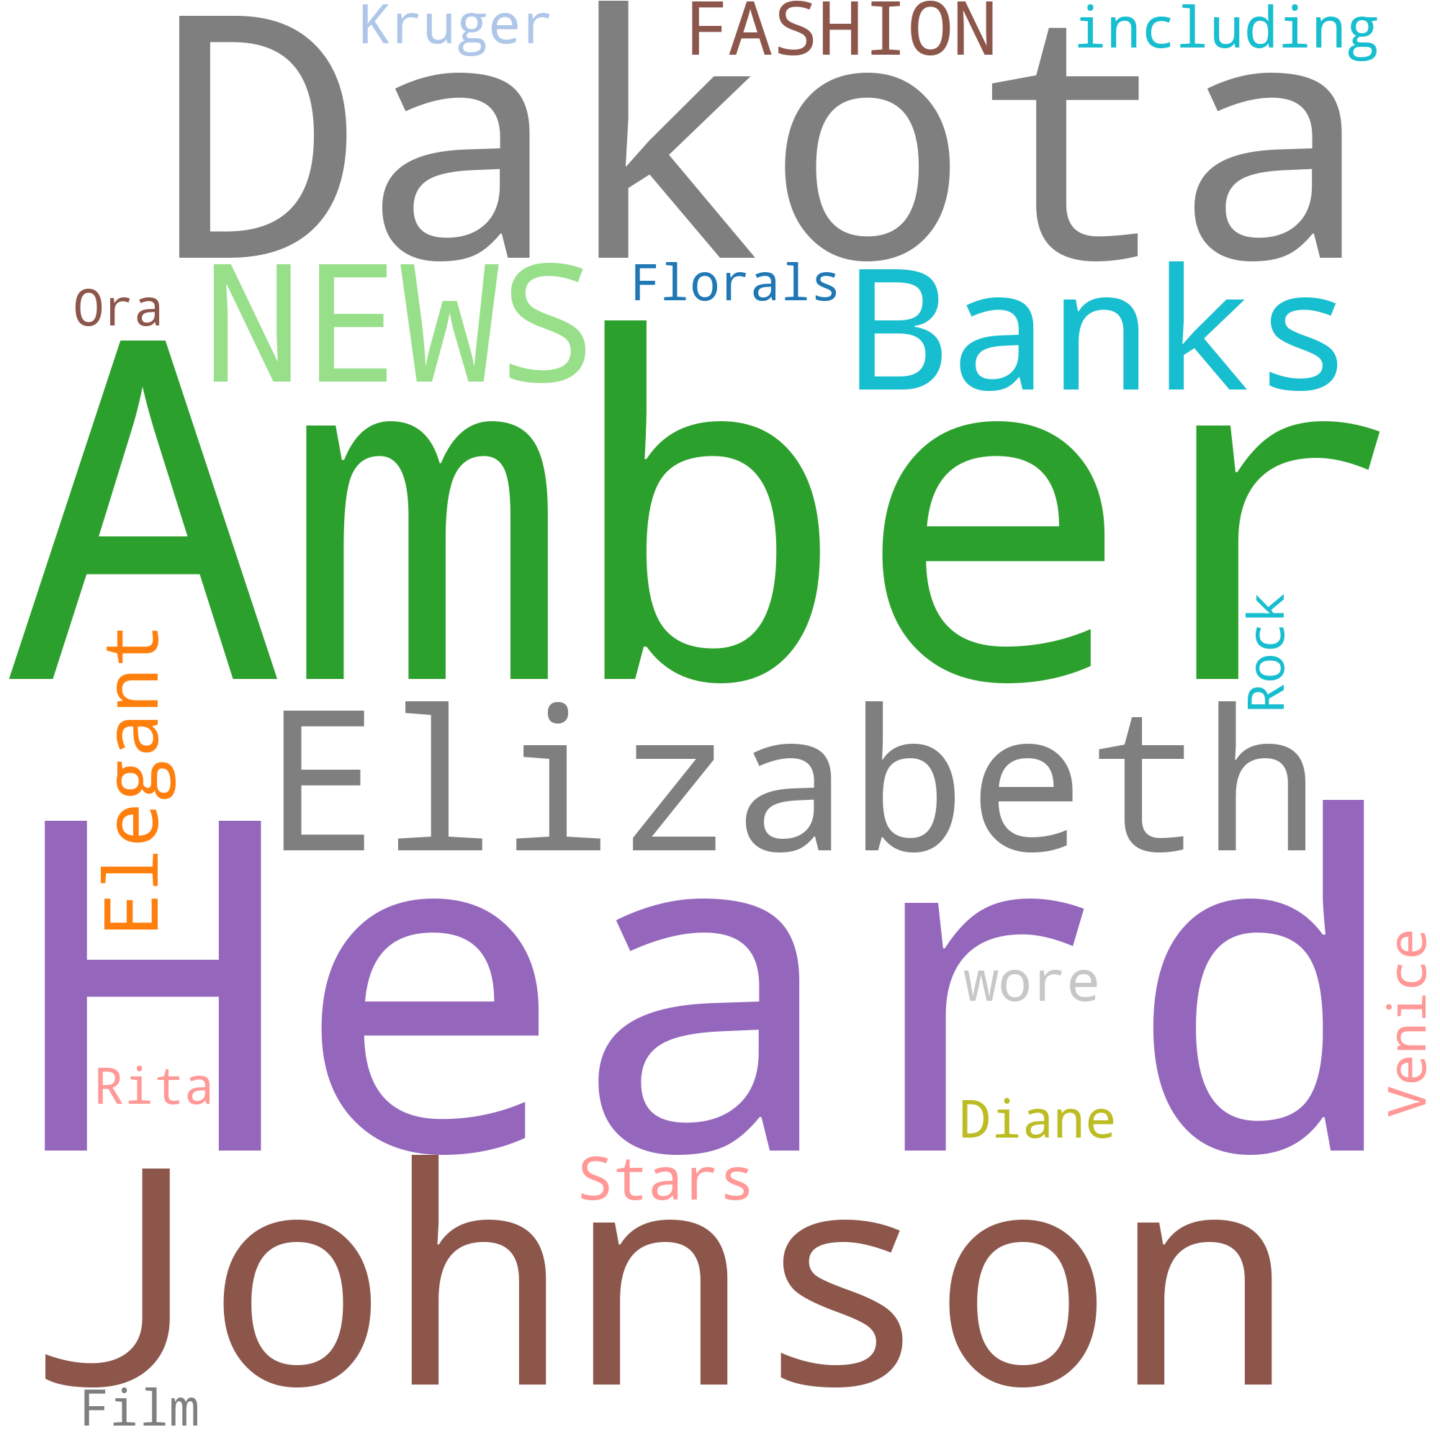 Kruger
FASHION
including
Dakota
Ora
NEWS
Florals
Banks
Amber
Rock
Elegant
Elizabeth
Heard
wore
Venice
Rita
Diane
Stars
Johnson
Film